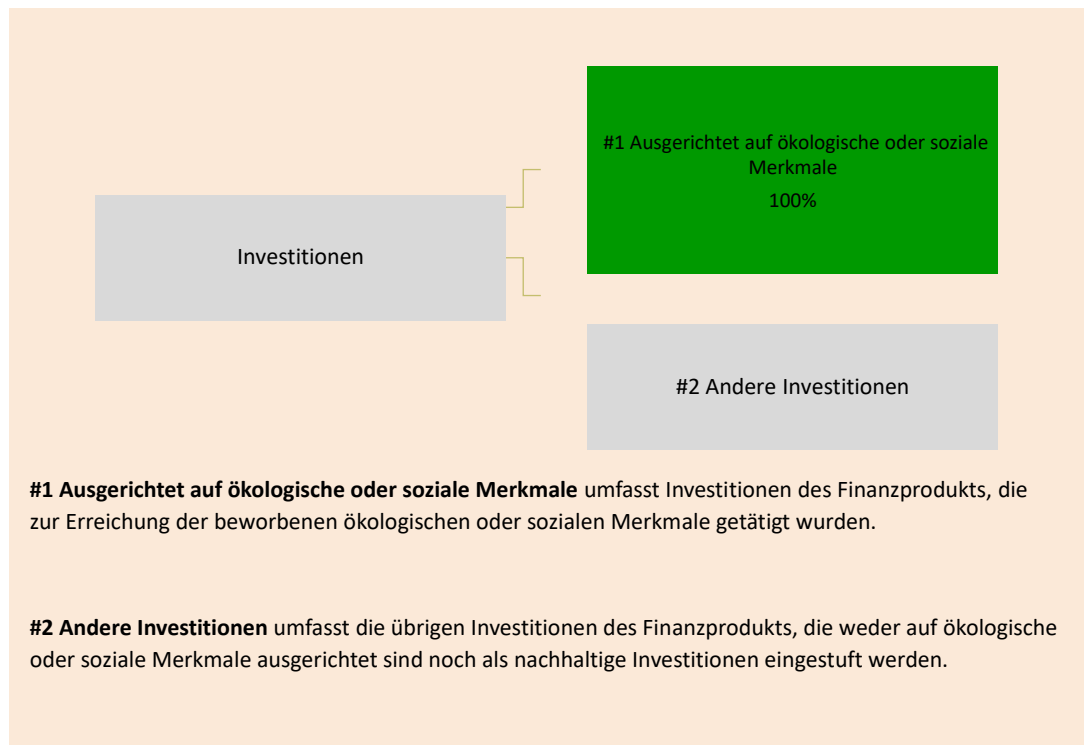 #1 Ausgerichtet auf ökologische oder soziale
Merkmale
100%
Investitionen
#2 Andere Investitionen
#1 Ausgerichtet auf ökologische oder soziale Merkmale umfasst Investitionen des Finanzprodukts, die
zur Erreichung der beworbenen ökologischen oder sozialen Merkmale getätigt wurden.
#2 Andere Investitionen umfasst die übrigen Investitionen des Finanzprodukts, die weder auf ökologische
oder soziale Merkmale ausgerichtet sind noch als nachhaltige Investitionen eingestuft werden.